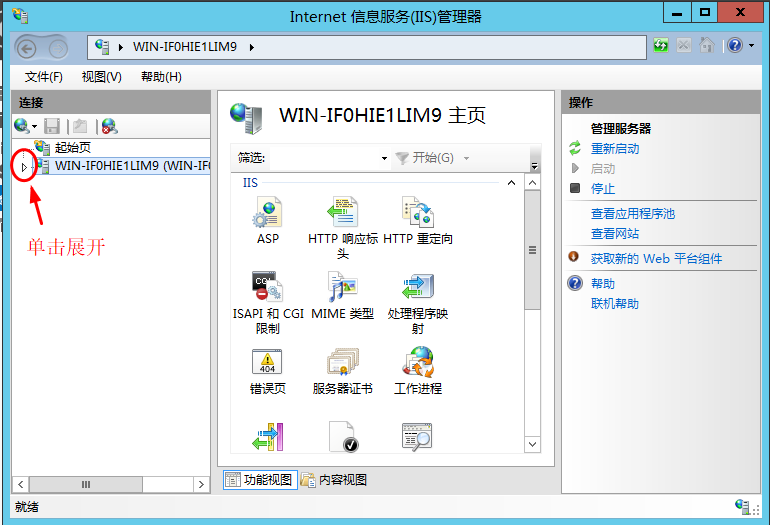 Internet 信息服务(IIS)管理器
WIN-IF0HIE1LIM9
文件(F) 视图(V) 帮助(H)
连接
起始页
WIN-IF0HIE1LIM9 (WIN-IF0
单击展开
WIN-IF0HIE1LIM9 主页
筛选: 开始(G)
IIS
ASP
HTTP 响应标头
HTTP 重定向
ISAPI 和 CGI 限制
MIME 类型
处理程序映射
404
错误页
服务器证书
工作进程
功能视图 内容视图
操作
管理服务器
重新启动
启动
停止
查看应用程序池
查看网站
获取新的 Web 平台组件
帮助
联机帮助
就绪